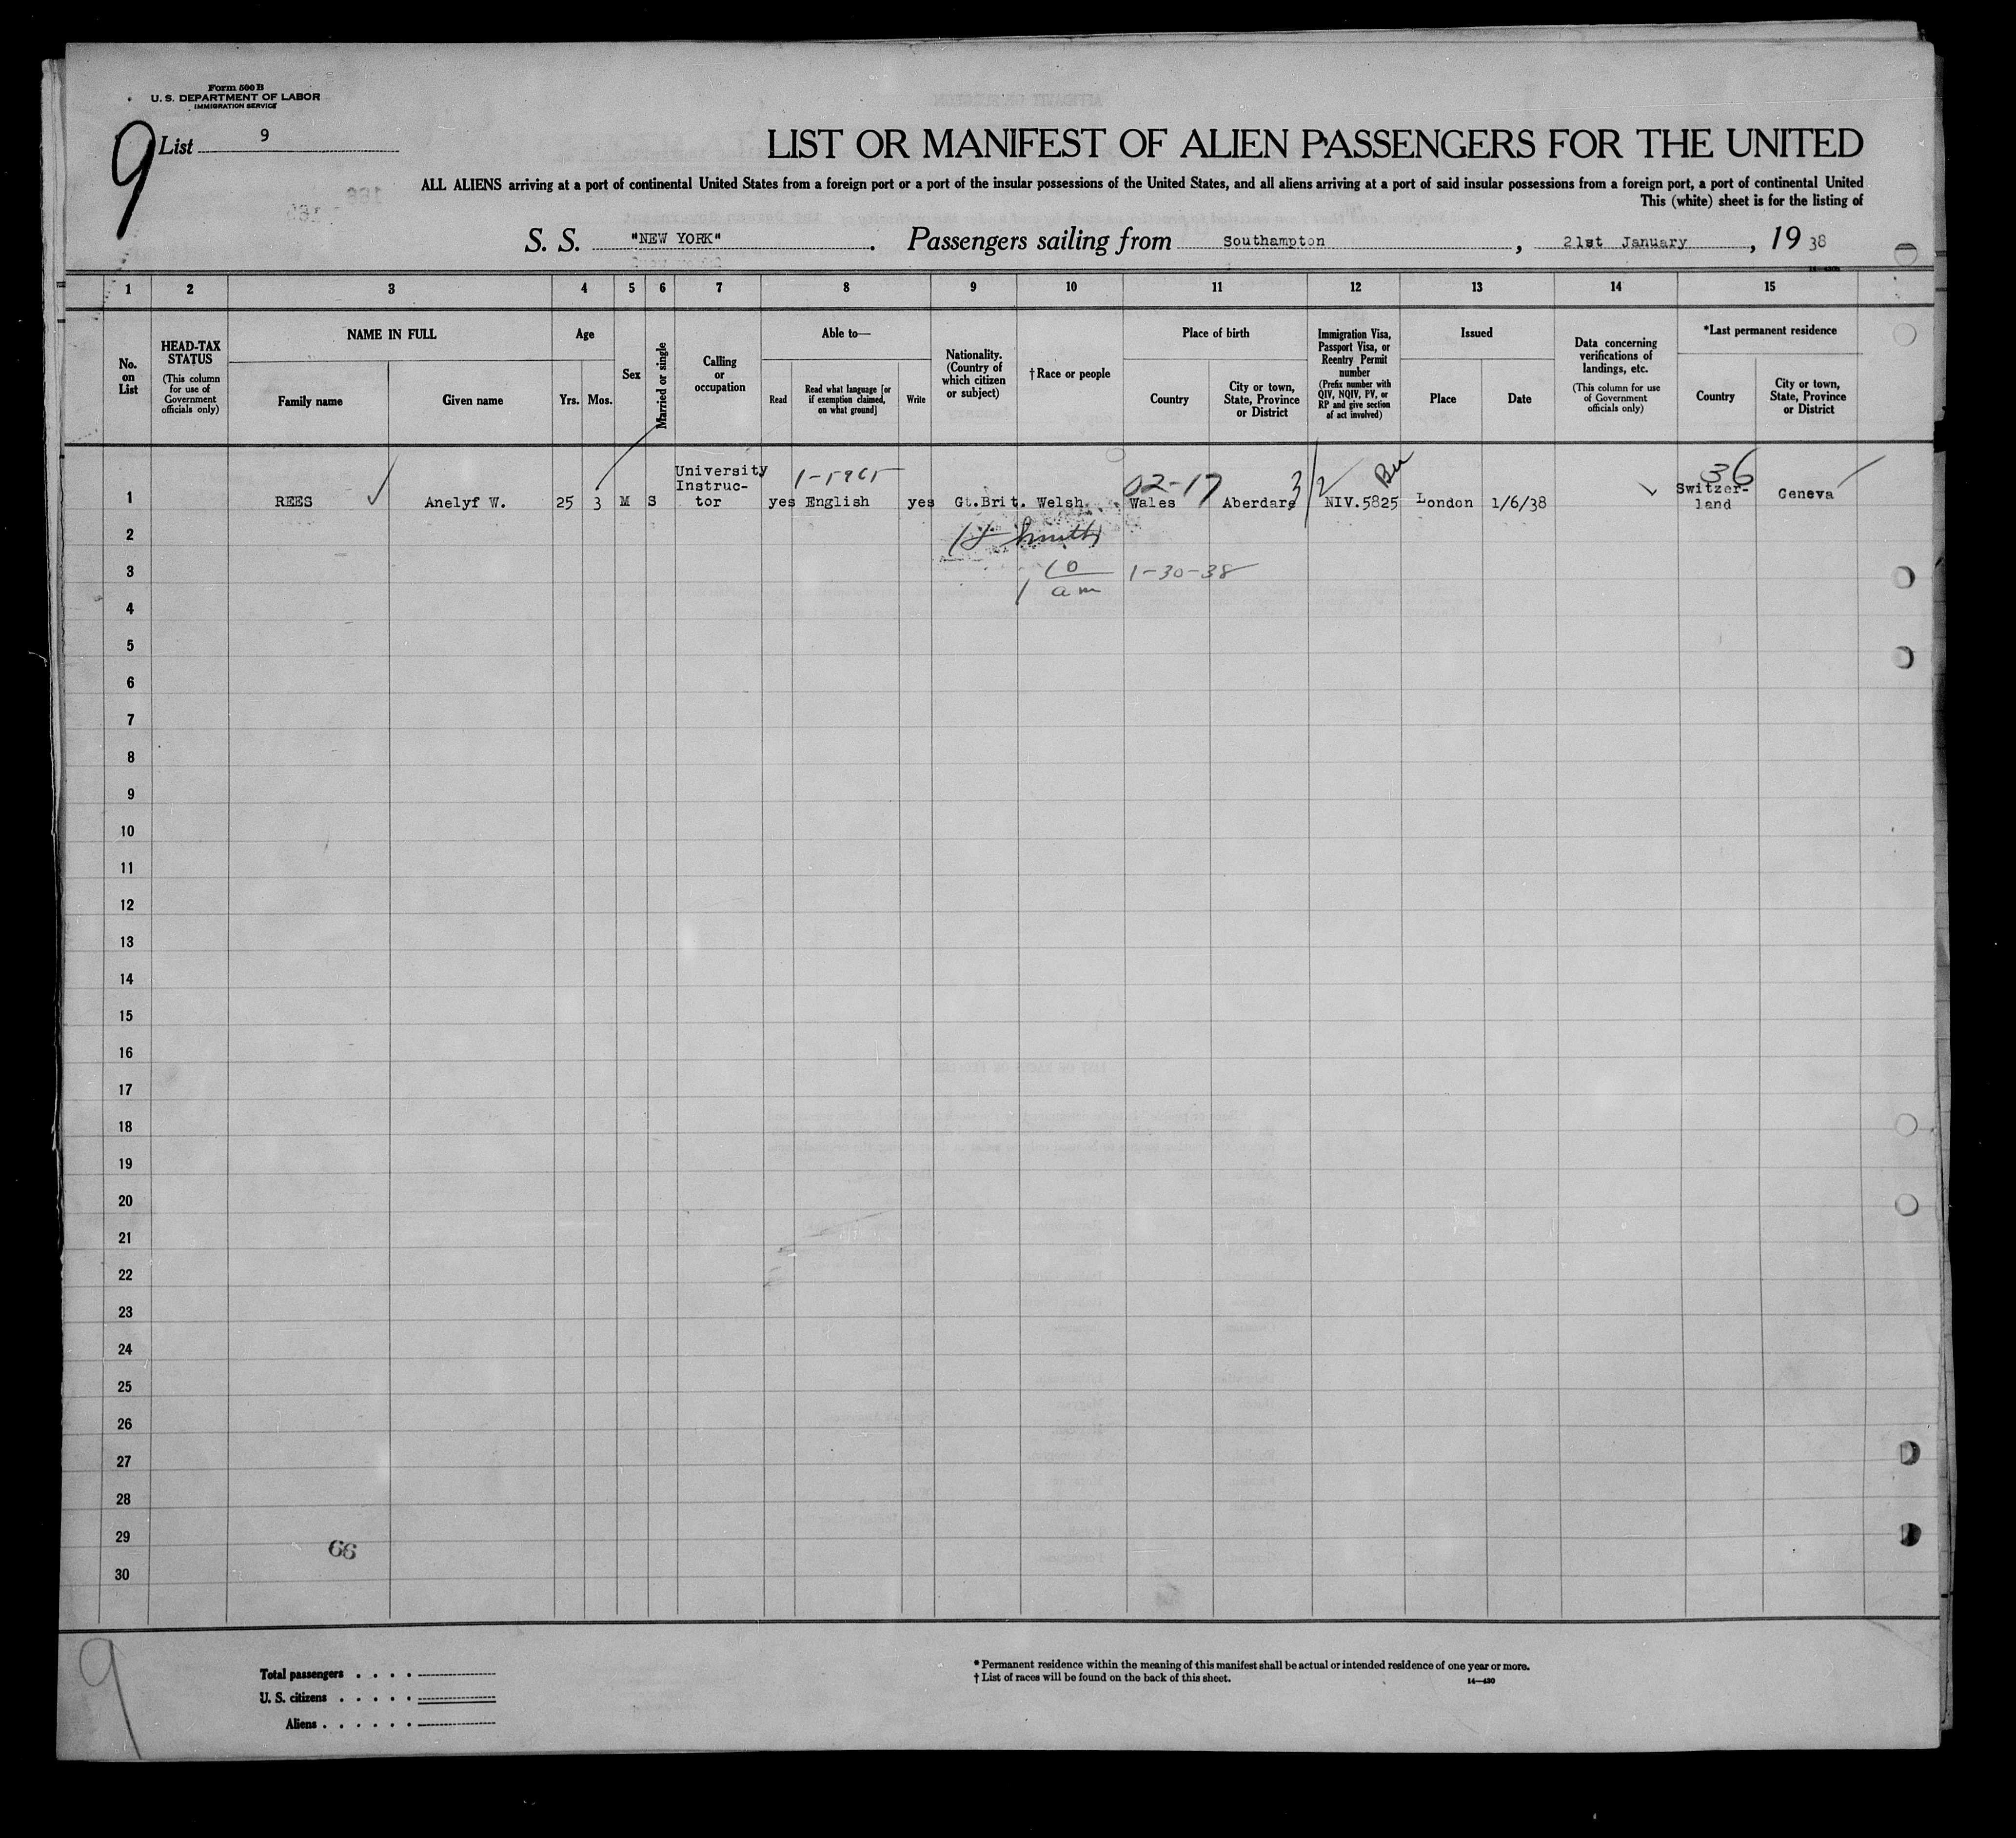 Form 500 B
U. S. DEPARTMENT OF LABOR
IMMIGRATION SERVICE
9
List 9
LIST OR MANIFEST OF ALIEN PASSENGERS FOR THE UNITED
ALL ALIENS arriving at a port of continental United States from a foreign port or a port of the insular possessions of the United States, and all aliens arriving at a port of said insular possessions from a foreign port, a port of continental United
This (white) sheet is for the listing of
S. S. "NEW YORK". Passengers sailing from Southampton, 21st January, 1938
1 2 3 4 5 6 7 8 9 10 11 12 13 14 15
No. on List
HEAD-TAX STATUS
(This column for use of Government officials only)
NAME IN FULL
Family name
Given name
Age
Yrs. Mos.
Sex
Married or single
Calling or occupation
Able to—
Read
Read what language [or if exemption claimed, on what ground]
Write
Nationality. (Country of which citizen or subject)
†Race or people
Place of birth
Country
City or town, State, Province or District
Immigration Visa, Passport Visa, or Reentry Permit number
(Prefix number with QIV, NQIV, PV, or RP and give section of act involved)
Issued
Place
Date
Data concerning verifications of landings, etc.
(This column for use of Government officials only)
*Last permanent residence
Country
City or town, State, Province or District
02-17 3/2 36
1 REES Anelyf W. 25 3 M S University Instruc-tor yes English yes Gt.Brit. Welsh. Wales Aberdare NIV.5825 London 1/6/38 Switzer-land Geneva
2
Smith
3
10 am 1-30-38
4
5
6
7
8
9
10
11
12
13
14
15
16
17
18
19
20
21
22
23
24
25
26
27
28
29
66
30
9
Total passengers
U. S. citizens
Aliens
* Permanent residence within the meaning of this manifest shall be actual or intended residence of one year or more.
† List of races will be found on the back of this sheet.
14—430